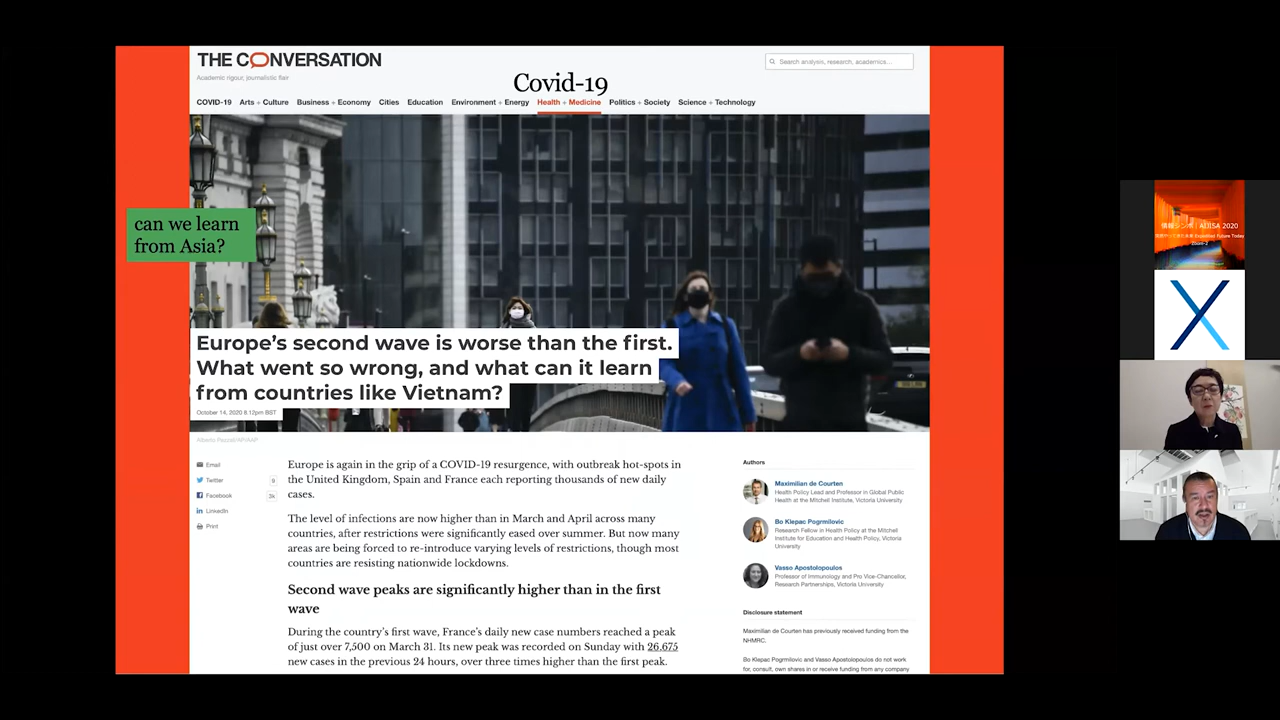 THE CONVERSATION
Academic rigour, journalistic flair
Search analysis, research, academics…
Covid-19
COVID-19 Arts + Culture Business + Economy Cities Education Environment + Energy Health + Medicine Politics + Society Science + Technology
can we learn
from Asia?
Europe's second wave is worse than the first.
What went so wrong, and what can it learn
from countries like Vietnam?
October 14, 2020 8.12pm BST
Email
Twitter 9
Facebook 3k
LinkedIn
Print
Europe is again in the grip of a COVID-19 resurgence, with outbreak hot-spots in
the United Kingdom, Spain and France each reporting thousands of new daily
cases.
The level of infections are now higher than in March and April across many
countries, after restrictions were significantly eased over summer. But now many
areas are being forced to re-introduce varying levels of restrictions, though most
countries are resisting nationwide lockdowns.
Second wave peaks are significantly higher than in the first
wave
During the country's first wave, France's daily new case numbers reached a peak
of just over 7,500 on March 31. Its new peak was recorded on Sunday with 26,675
new cases in the previous 24 hours, over three times higher than the first peak.
Authors
Maximilian de Courten
Health Policy Lead and Professor in Global Public
Health at the Mitchell Institute, Victoria University
Bo Klepac Pogrmilovic
Research Fellow in Health Policy at the Mitchell
Institute for Education and Health Policy, Victoria
University
Vasso Apostolopoulos
Professor of Immunology and Pro Vice-Chancellor,
Research Partnerships, Victoria University
Disclosure statement
Maximilian de Courten has previously received funding from the
NHMRC.
Bo Klepac Pogrmilovic and Vasso Apostolopoulos do not work
for, consult, own shares in or receive funding from any company
AUISA 2020
Future Today
Zoom-2
X